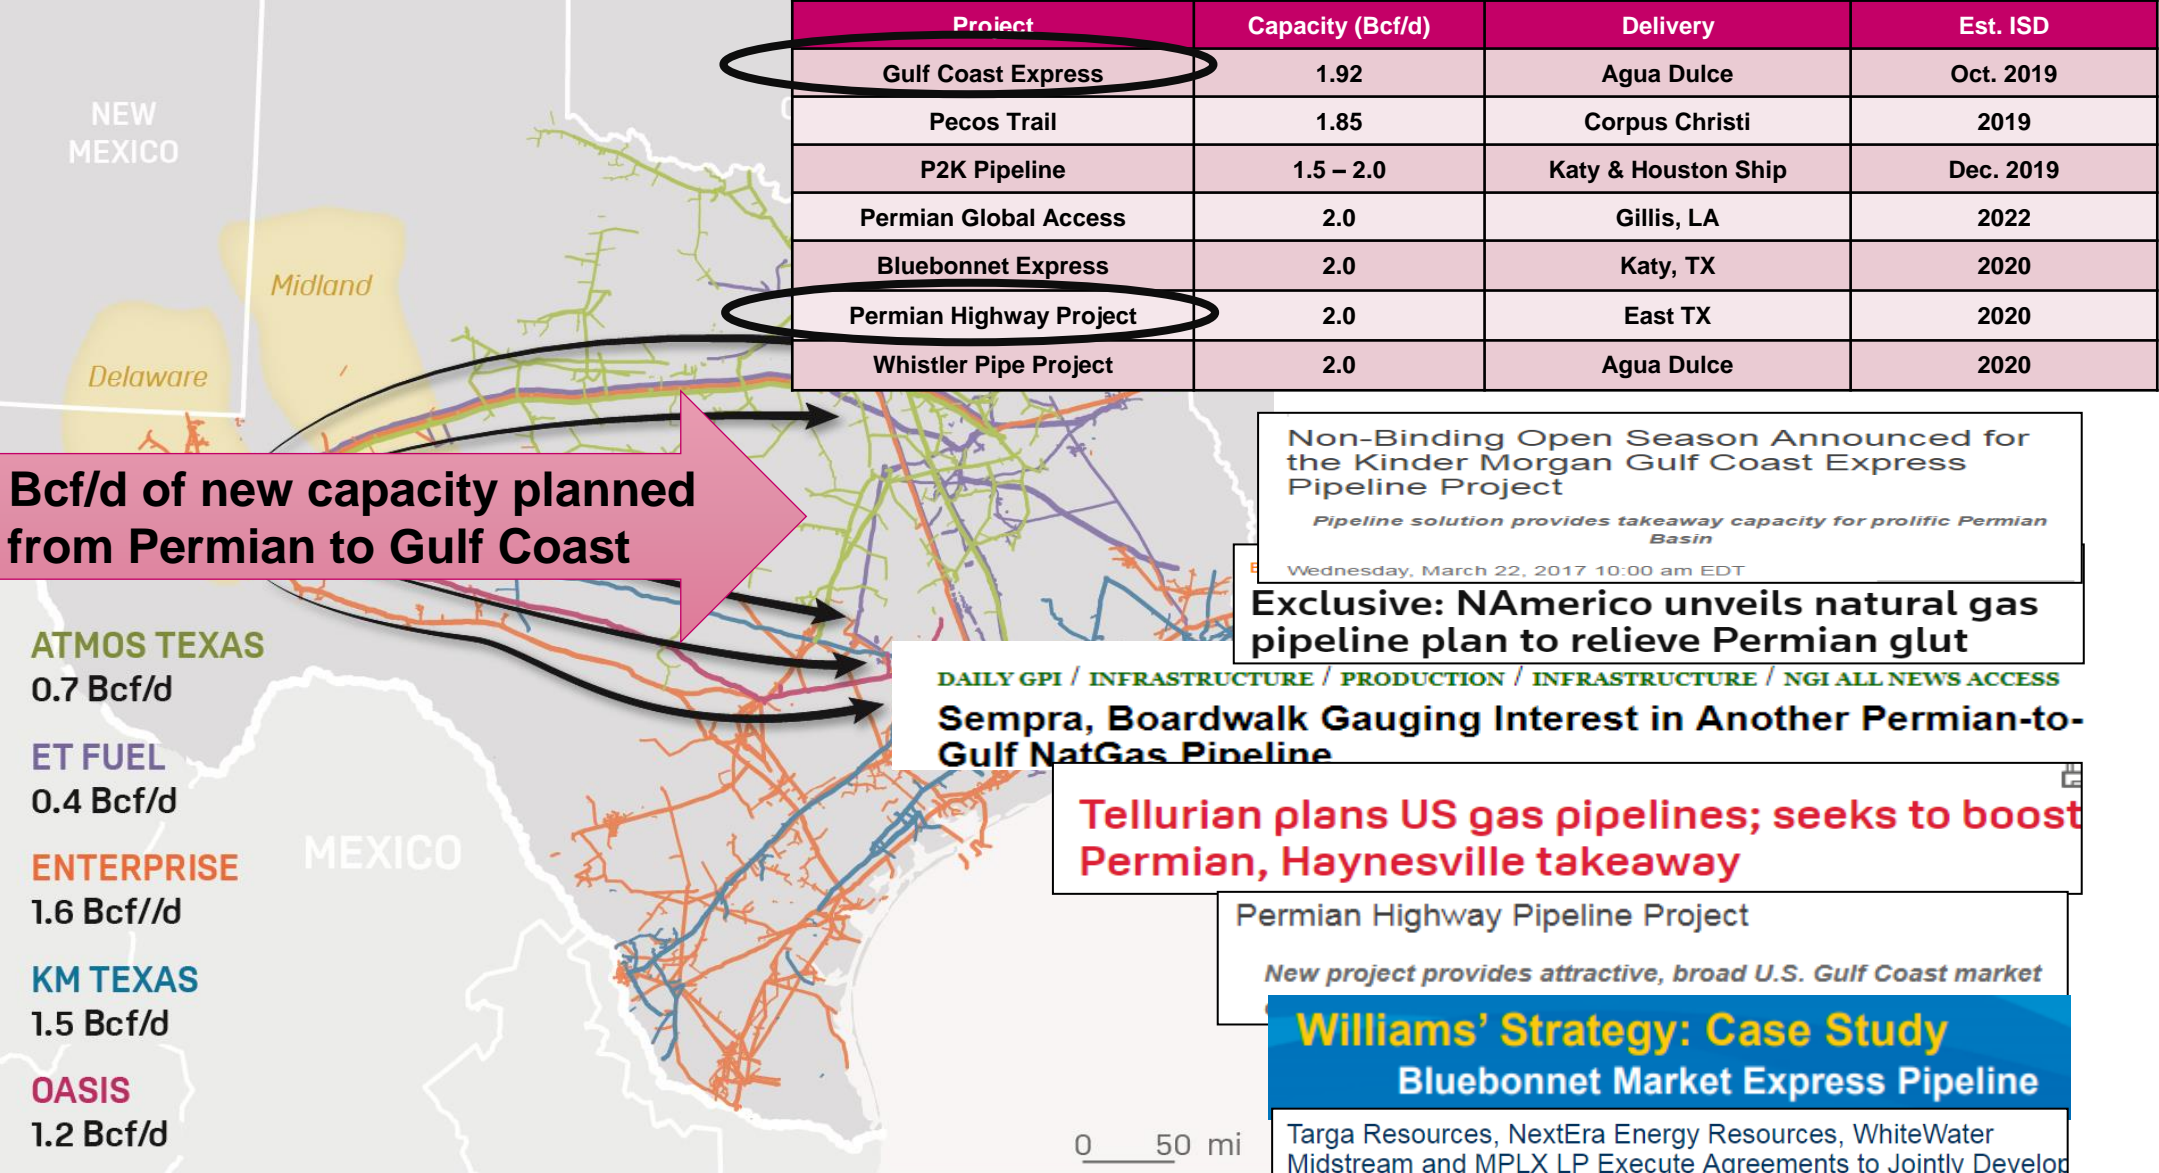 Project Capacity (Bcf/d) Delivery Est. ISD
Gulf Coast Express 1.92 Agua Dulce Oct. 2019
Pecos Trail 1.85 Corpus Christi 2019
P2K Pipeline 1.5 – 2.0 Katy & Houston Ship Dec. 2019
Permian Global Access 2.0 Gillis, LA 2022
Bluebonnet Express 2.0 Katy, TX 2020
Permian Highway Project 2.0 East TX 2020
Whistler Pipe Project 2.0 Agua Dulce 2020
NEW
MEXICO
Midland
Delaware
Bcf/d of new capacity planned
from Permian to Gulf Coast
ATMOS TEXAS
0.7 Bcf/d
ET FUEL
0.4 Bcf/d
ENTERPRISE
1.6 Bcf//d
KM TEXAS
1.5 Bcf/d
OASIS
1.2 Bcf/d
MEXICO
0 50 mi
Non-Binding Open Season Announced for
the Kinder Morgan Gulf Coast Express
Pipeline Project
Pipeline solution provides takeaway capacity for prolific Permian
Basin
Wednesday, March 22, 2017 10:00 am EDT
Exclusive: NAmerico unveils natural gas
pipeline plan to relieve Permian glut
DAILY GPI / INFRASTRUCTURE / PRODUCTION / INFRASTRUCTURE / NGI ALL NEWS ACCESS
Sempra, Boardwalk Gauging Interest in Another Permian-to-
Gulf NatGas Pipeline
Tellurian plans US gas pipelines; seeks to boost
Permian, Haynesville takeaway
Permian Highway Pipeline Project
New project provides attractive, broad U.S. Gulf Coast market
Williams' Strategy: Case Study
Bluebonnet Market Express Pipeline
Targa Resources, NextEra Energy Resources, WhiteWater
Midstream and MPLX LP Execute Agreements to Jointly Develop